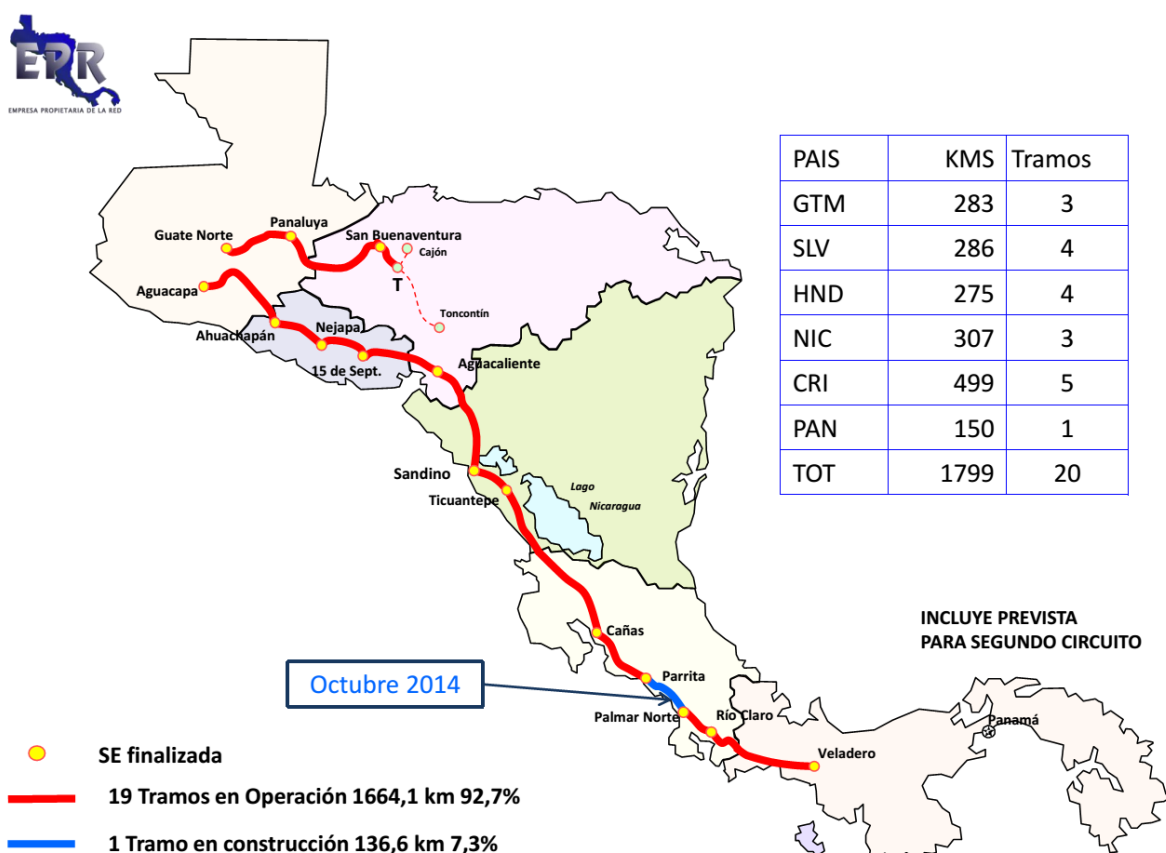 EPR
EMPRESA PROPIETARIA DE LA RED
PAIS KMS Tramos
GTM 283 3
SLV 286 4
HND 275 4
NIC 307 3
CRI 499 5
PAN 150 1
TOT 1799 20
Guate Norte
Panaluya
San Buenaventura
Cajón
T
Aguacapa
Toncontín
Ahuachapán
Nejapa
15 de Sept.
Aguacaliente
Sandino
Ticuantepe
Lago
Nicaragua
Cañas
INCLUYE PREVISTA
PARA SEGUNDO CIRCUITO
Octubre 2014
Parrita
Palmar Norte
Río Claro
Panamá
Veladero
SE finalizada
19 Tramos en Operación 1664,1 km 92,7%
1 Tramo en construcción 136,6 km 7,3%